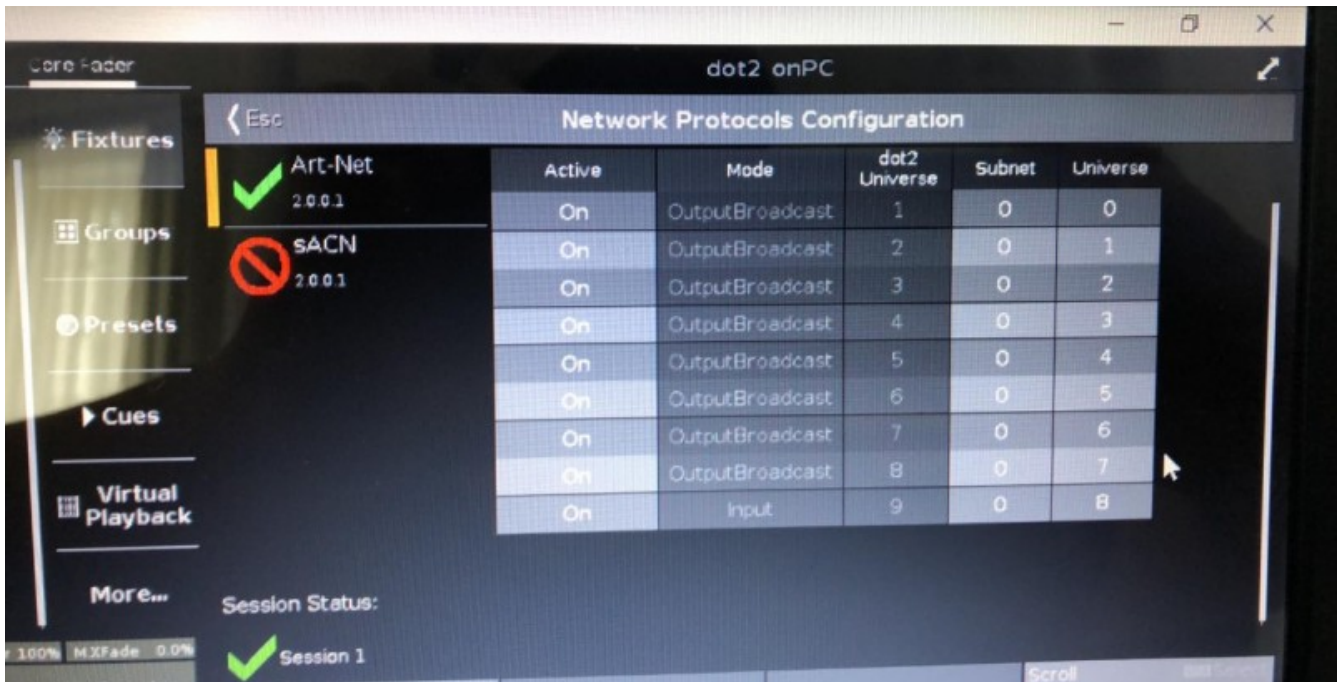 Core Fader
dot2 onPC
Esc
Network Protocols Configuration
Fixtures
Groups
Presets
Cues
Virtual
Playback
More...
Art-Net
2.0.0.1
sACN
2.0.0.1
Active Mode dot2 Universe Subnet Universe
On OutputBroadcast 1 0 0
On OutputBroadcast 2 0 1
On OutputBroadcast 3 0 2
On OutputBroadcast 4 0 3
On OutputBroadcast 5 0 4
On OutputBroadcast 6 0 5
On OutputBroadcast 7 0 6
On OutputBroadcast 8 0 7
On Input 9 0 8
Session Status:
Session 1
100% MXFade 0.0%
Scroll